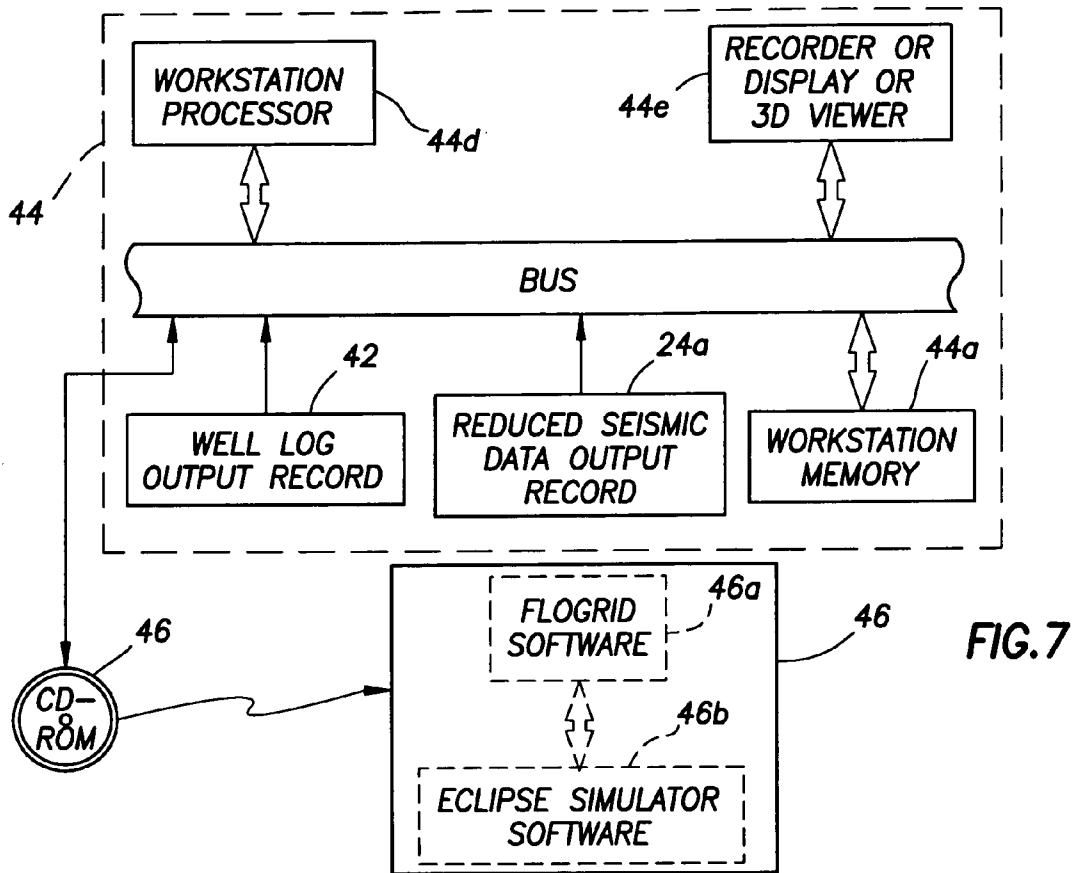 WORKSTATION
PROCESSOR
44d
RECORDER OR
DISPLAY OR
3D VIEWER
44e
44
BUS
42
24a
44a
WELL LOG
OUTPUT RECORD
REDUCED SEISMIC
DATA OUTPUT
RECORD
WORKSTATION
MEMORY
46
CD-
ROM
FLOGRID
SOFTWARE
46a
46
46b
ECLIPSE SIMULATOR
SOFTWARE
FIG.7